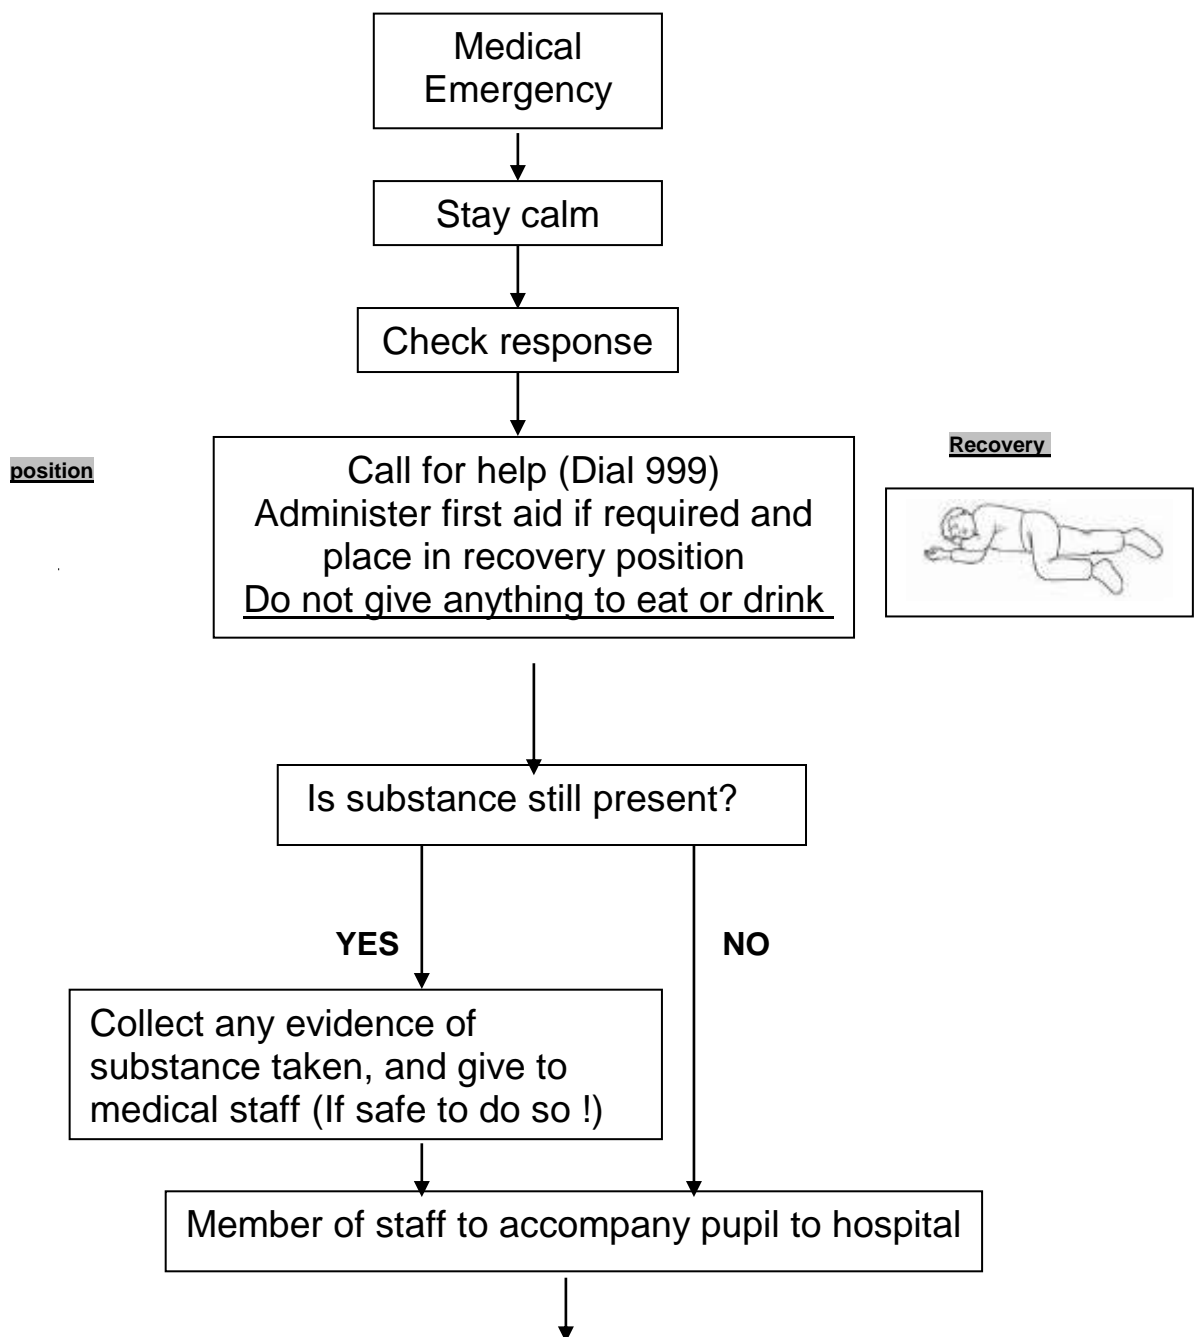 Medical
Emergency
Stay calm
Check response
Recovery
position
Call for help (Dial 999)
Administer first aid if required and
place in recovery position
Do not give anything to eat or drink
Is substance still present?
YES
NO
Collect any evidence of
substance taken, and give to
medical staff (If safe to do so !)
Member of staff to accompany pupil to hospital